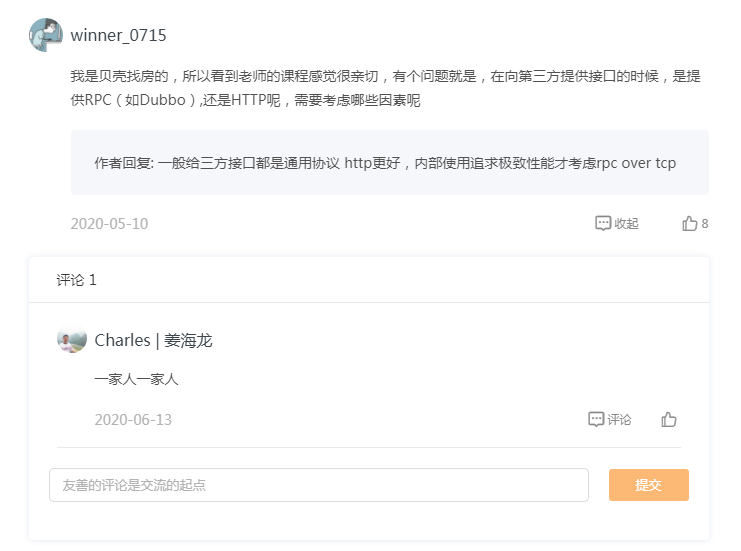 winner_0715
我是贝壳找房的，所以看到老师的课程感觉很亲切，有个问题就是，在向第三方提供接口的时候，是提
供RPC（如Dubbo）,还是HTTP呢，需要考虑哪些因素呢
作者回复: 一般给三方接口都是通用协议 http更好，内部使用追求极致性能才考虑rpc over tcp
2020-05-10 收起 8
评论 1
Charles | 姜海龙
一家人一家人
2020-06-13 评论
友善的评论是交流的起点 提交